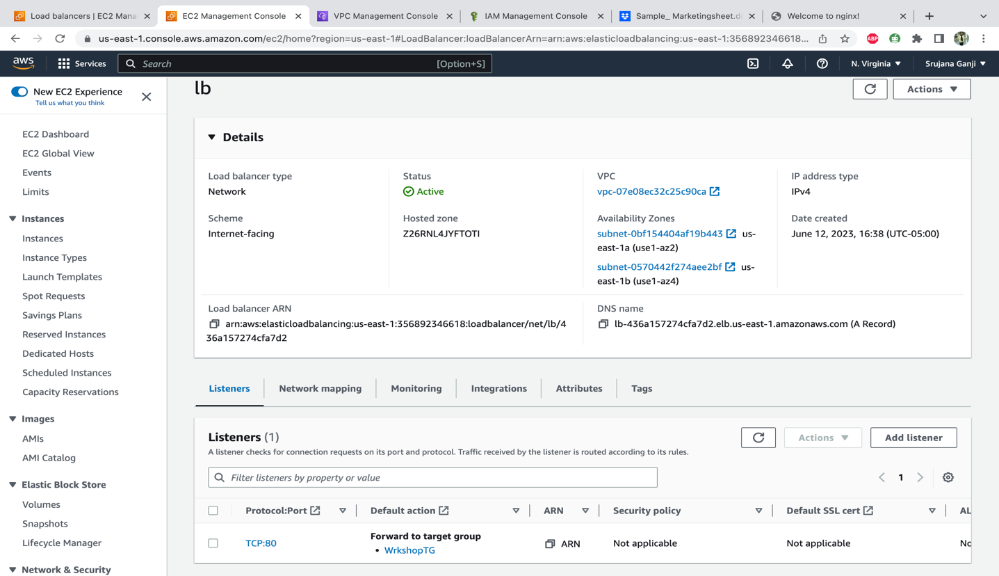 Load balancers | EC2 Mana
EC2 Management Console
VPC Management Console
IAM Management Console
Sample_ Marketingsheet.d
Welcome to nginx!
us-east-1.console.aws.amazon.com/ec2/home?region=us-east-1#LoadBalancer:loadBalancerArn=arn:aws:elasticloadbalancing:us-east-1:356892346618...
ABP
aws
Services
Search
[Option+S]
N. Virginia
Srujana Ganji
New EC2 Experience
Tell us what you think
EC2 Dashboard
EC2 Global View
Events
Limits
Instances
Instances
Instance Types
Launch Templates
Spot Requests
Savings Plans
Reserved Instances
Dedicated Hosts
Scheduled Instances
Capacity Reservations
Images
AMIs
AMI Catalog
Elastic Block Store
Volumes
Snapshots
Lifecycle Manager
Network & Security
lb
Actions
Details
Load balancer type
Network
Status
Active
VPC
vpc-07e08ec32c25c90ca
IP address type
IPv4
Scheme
Internet-facing
Hosted zone
Z26RNL4JYFTOTI
Availability Zones
subnet-0bf154404af19b443 us-
east-1a (use1-az2)
subnet-0570442f274aee2bf us-
east-1b (use1-az4)
Date created
June 12, 2023, 16:38 (UTC-05:00)
Load balancer ARN
arn:aws:elasticloadbalancing:us-east-1:356892346618:loadbalancer/net/lb/4
36a157274cfa7d2
DNS name
lb-436a157274cfa7d2.elb.us-east-1.amazonaws.com (A Record)
Listeners
Network mapping
Monitoring
Integrations
Attributes
Tags
Listeners (1)
A listener checks for connection requests on its port and protocol. Traffic received by the listener is routed according to its rules.
Actions
Add listener
Filter listeners by property or value
1
Protocol:Port
Default action
ARN
Security policy
Default SSL cert
AL
TCP:80
Forward to target group
• WrkshopTG
ARN
Not applicable
Not applicable
No